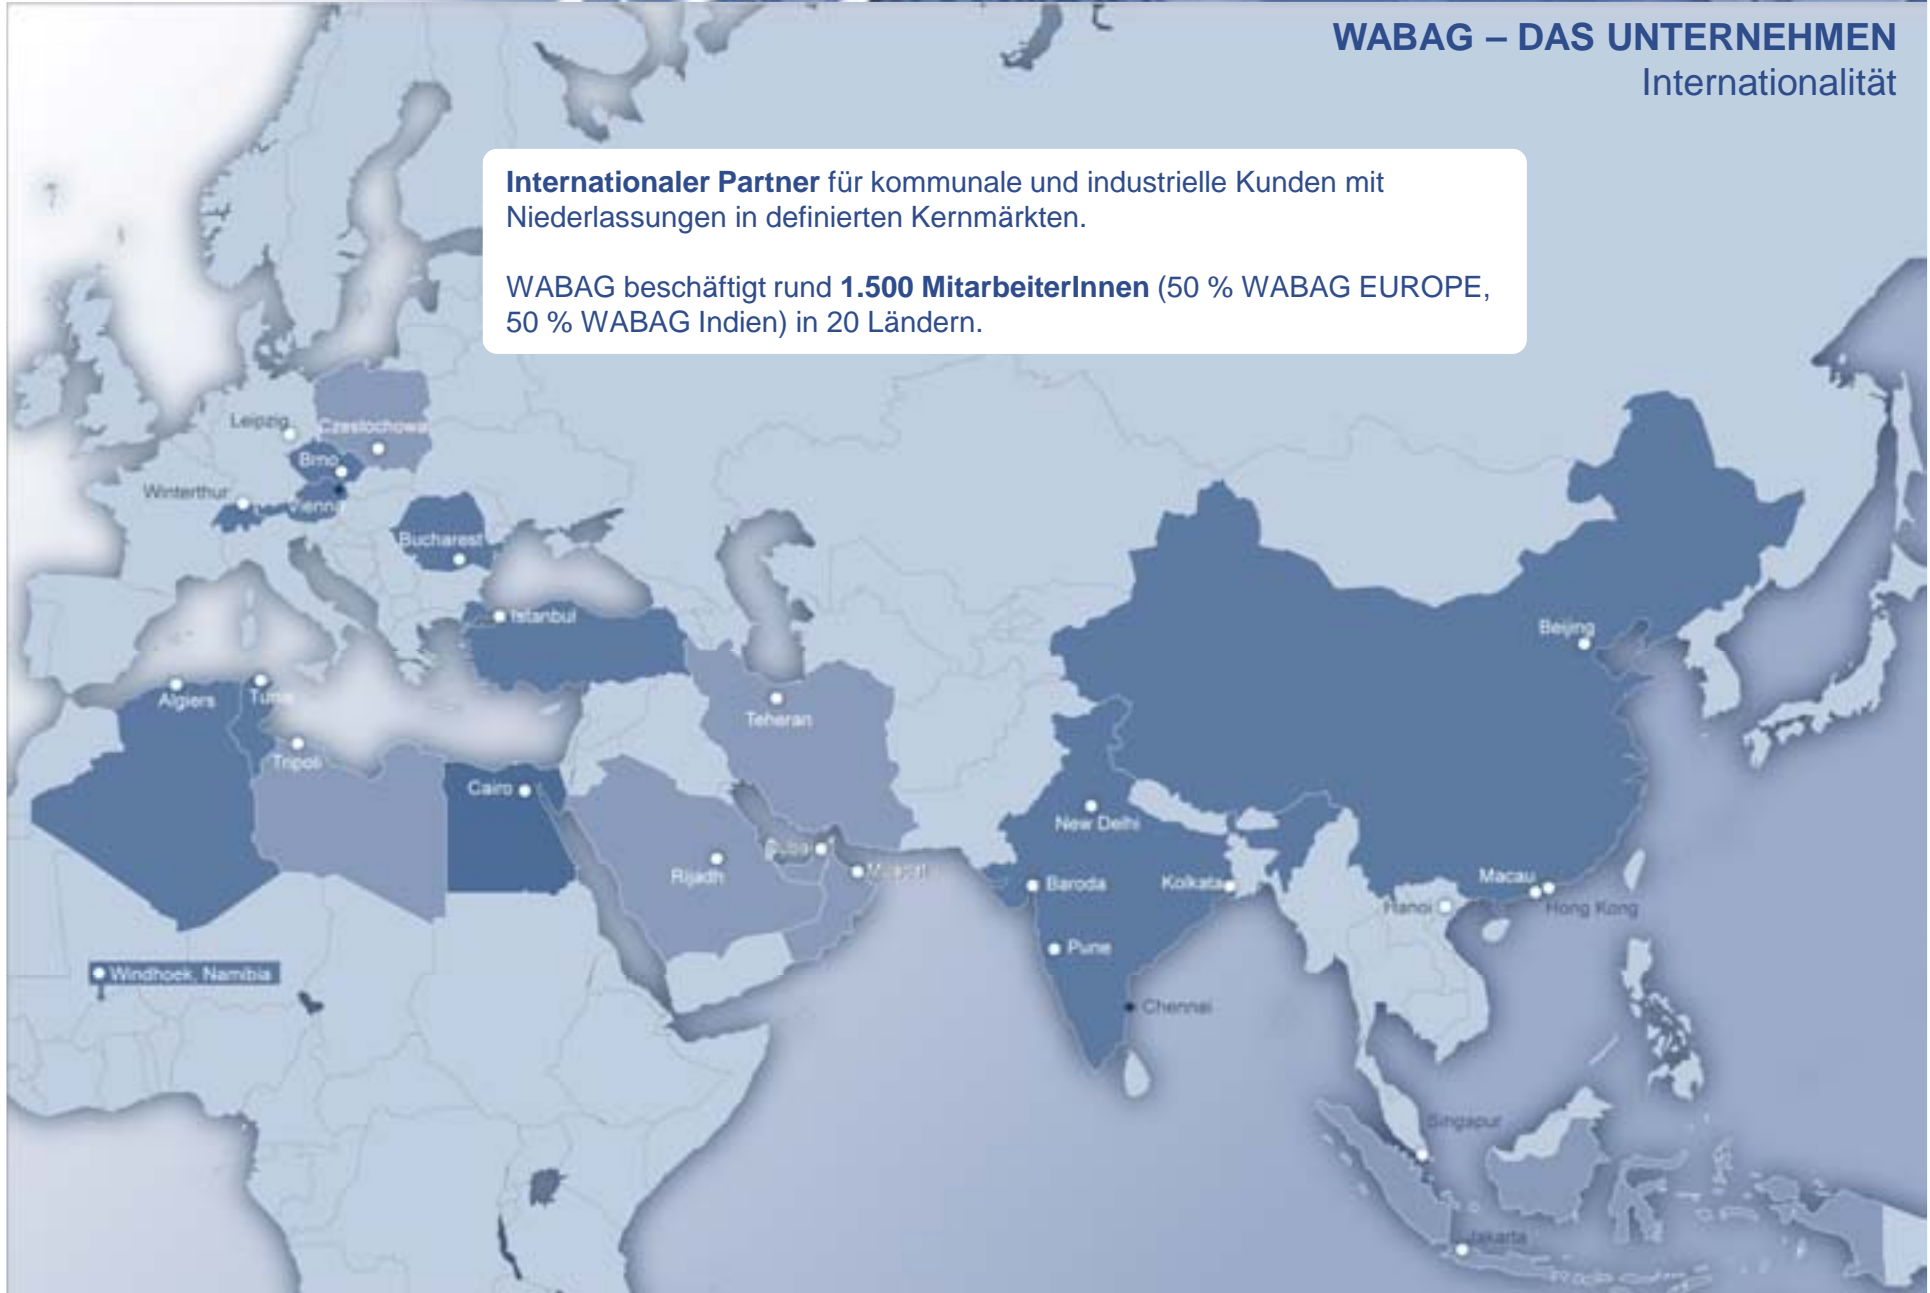 WABAG – DAS UNTERNEHMEN
Internationalität
Internationaler Partner für kommunale und industrielle Kunden mit
Niederlassungen in definierten Kernmärkten.
WABAG beschäftigt rund 1.500 MitarbeiterInnen (50 % WABAG EUROPE,
50 % WABAG Indien) in 20 Ländern.
Leipzig
Czestochowa
Brno
Winterthur
Vienna
Bucharest
Istanbul
Beijing
Algiers
Tunis
Teheran
Tripoli
Cairo
New Delhi
Dubai
Rijadh
Muscat
Baroda
Kolkata
Macau
Hanoi
Hong Kong
Pune
Windhoek, Namibia
Chennai
Singapur
Jakarta